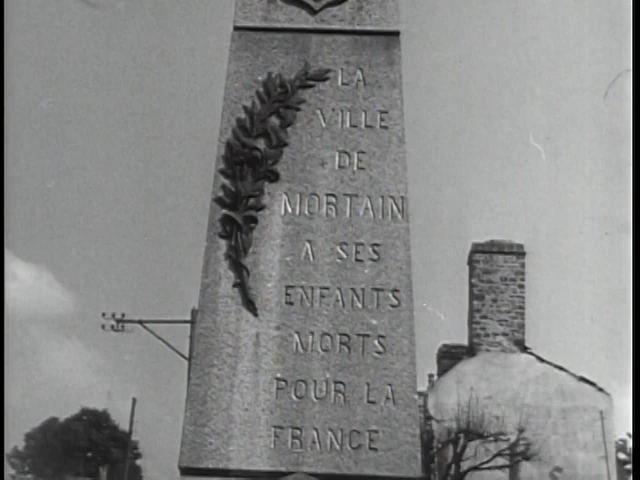 LA
VILLE
DE
MORTAIN
A SES
ENFANTS
MORTS
POUR LA
FRANCE